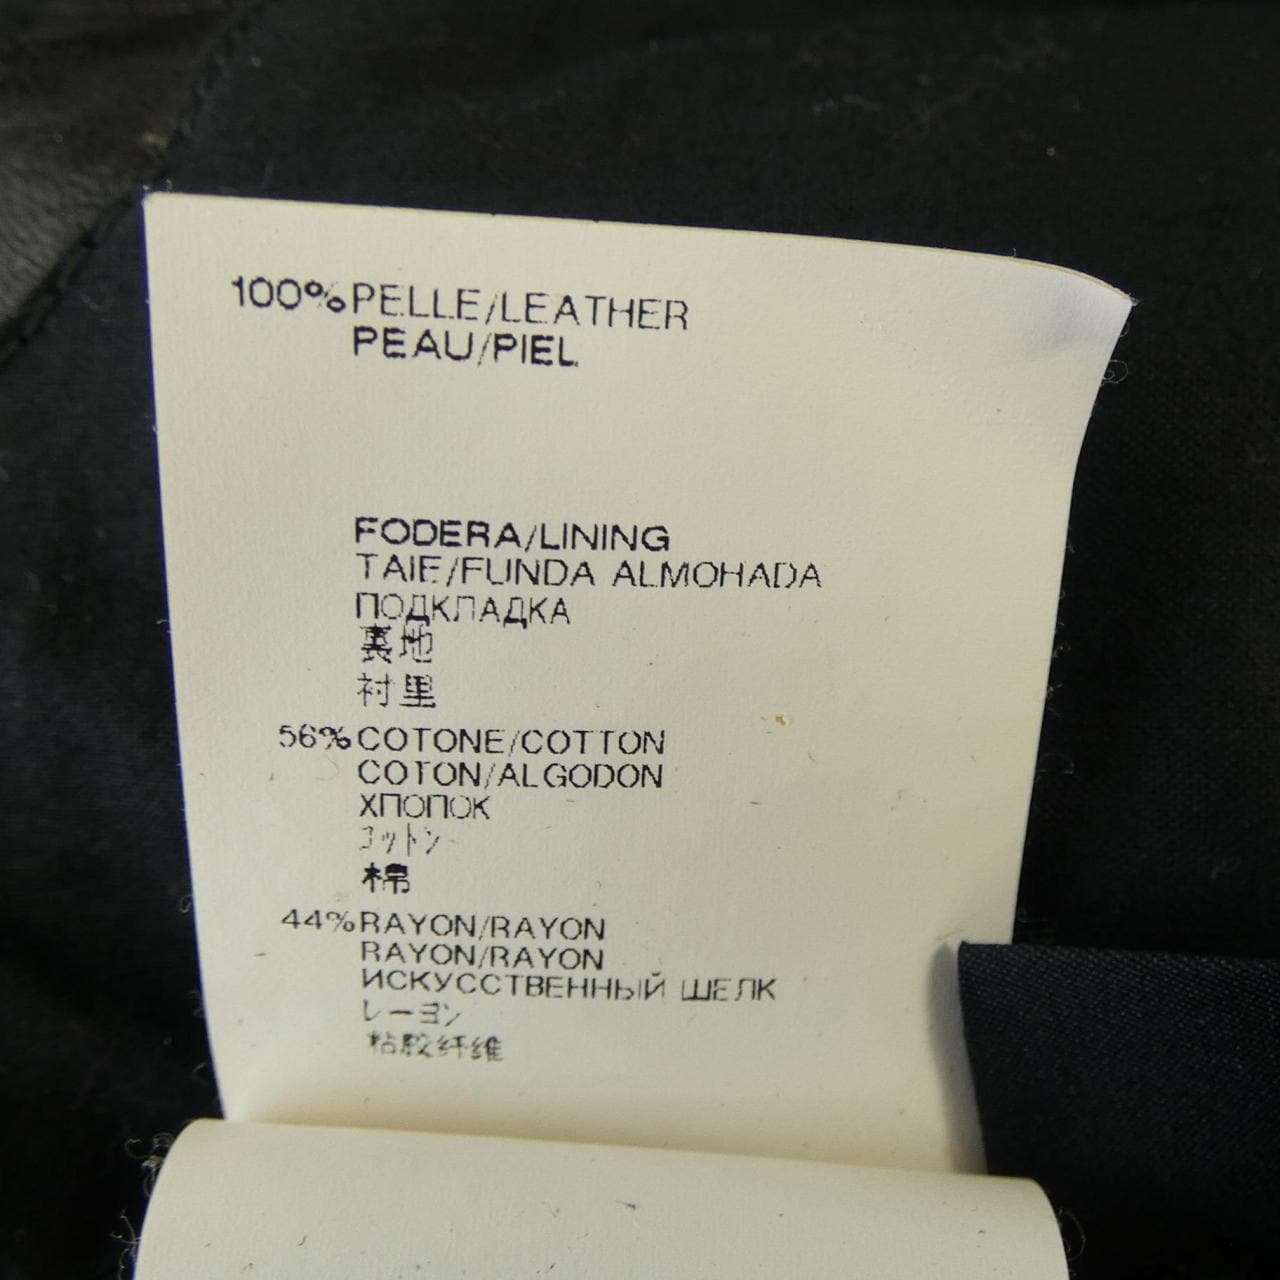 100% PELLE/LEATHER
PEAU/PIEL
FODERA/LINING
TAIE/FUNDA ALMOHADA
ПОДКЛАДКА
裏地
衬里
56% COTONE/COTTON
COTON/ALGODON
ХПОПОК
コットン
棉
44% RAYON/RAYON
RAYON/RAYON
ИСКУССТВЕННЫЙ ШЕЛК
レーヨン
粘胶纤维